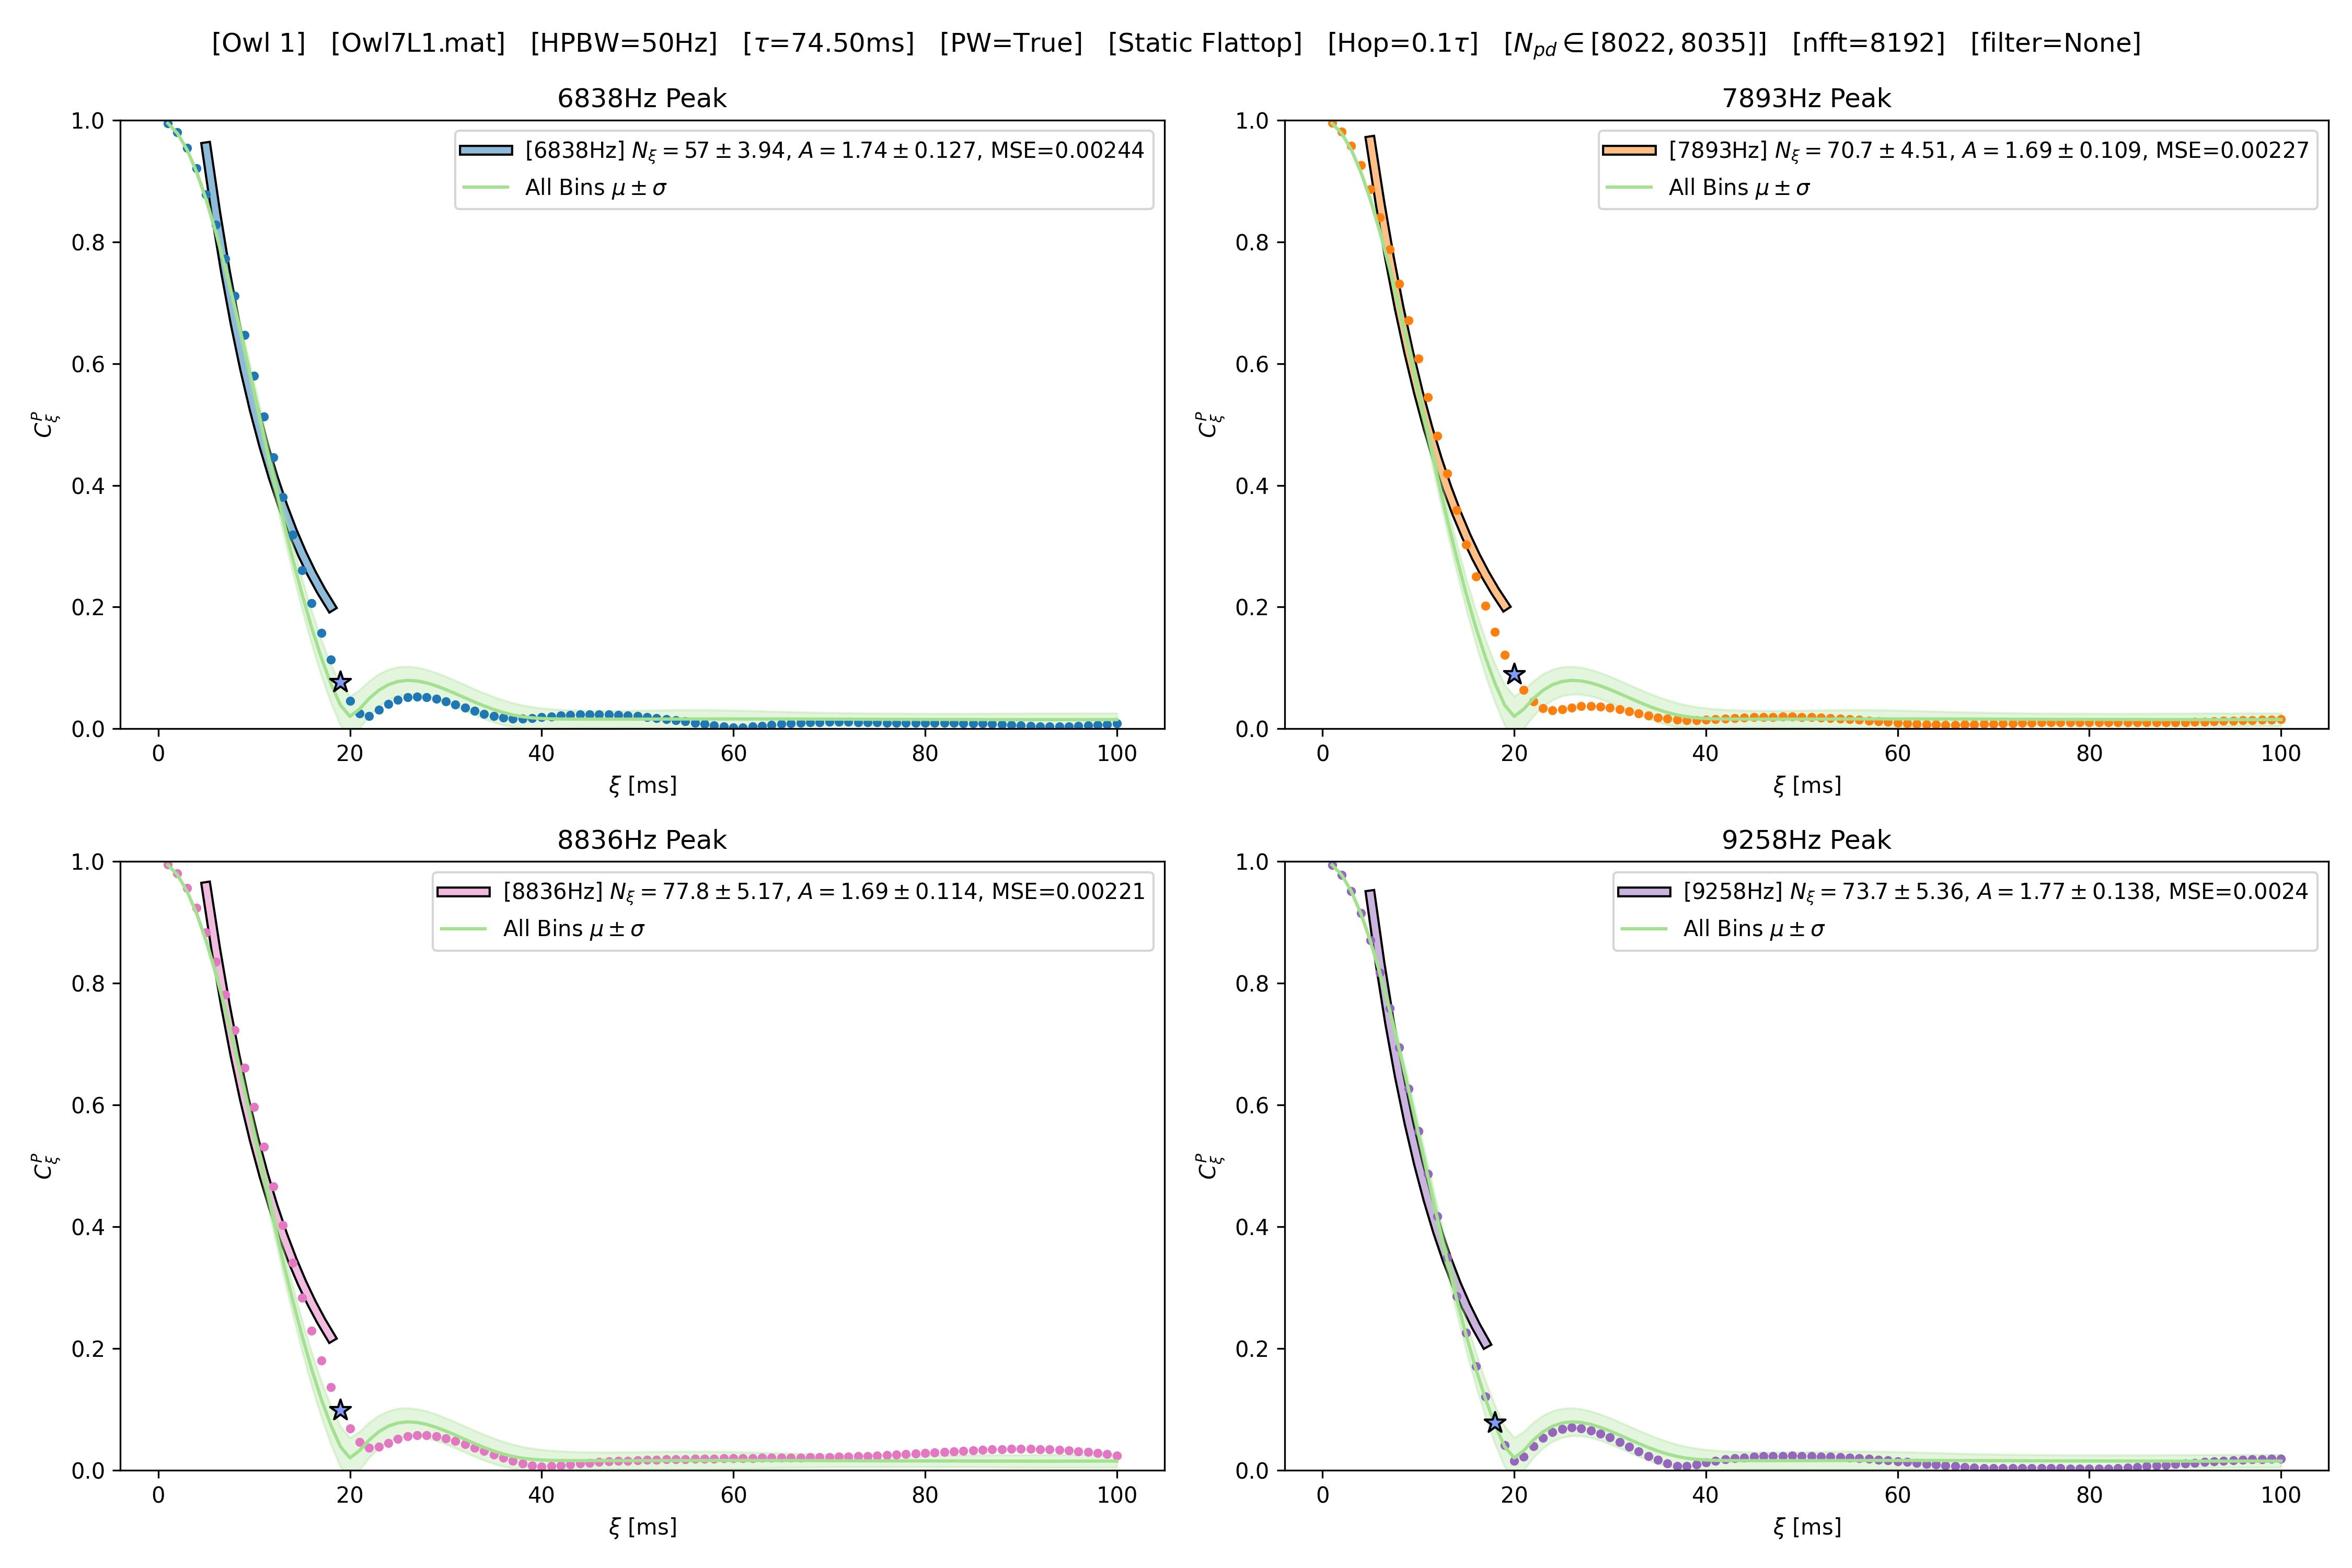 [Owl 1] [Owl7L1.mat] [HPBW=50Hz] [τ=74.50ms] [PW=True] [Static Flattop] [Hop=0.1τ] [N_{pd} ∈ [8022, 8035]] [nfft=8192] [filter=None]
6838Hz Peak
[6838Hz] N_ξ = 57 ± 3.94, A = 1.74 ± 0.127, MSE=0.00244
All Bins μ ± σ
1.0
0.8
0.6
0.4
0.2
0.0
C_ξ^P
0 20 40 60 80 100
ξ [ms]
7893Hz Peak
[7893Hz] N_ξ = 70.7 ± 4.51, A = 1.69 ± 0.109, MSE=0.00227
All Bins μ ± σ
1.0
0.8
0.6
0.4
0.2
0.0
C_ξ^P
0 20 40 60 80 100
ξ [ms]
8836Hz Peak
[8836Hz] N_ξ = 77.8 ± 5.17, A = 1.69 ± 0.114, MSE=0.00221
All Bins μ ± σ
1.0
0.8
0.6
0.4
0.2
0.0
C_ξ^P
0 20 40 60 80 100
ξ [ms]
9258Hz Peak
[9258Hz] N_ξ = 73.7 ± 5.36, A = 1.77 ± 0.138, MSE=0.0024
All Bins μ ± σ
1.0
0.8
0.6
0.4
0.2
0.0
C_ξ^P
0 20 40 60 80 100
ξ [ms]